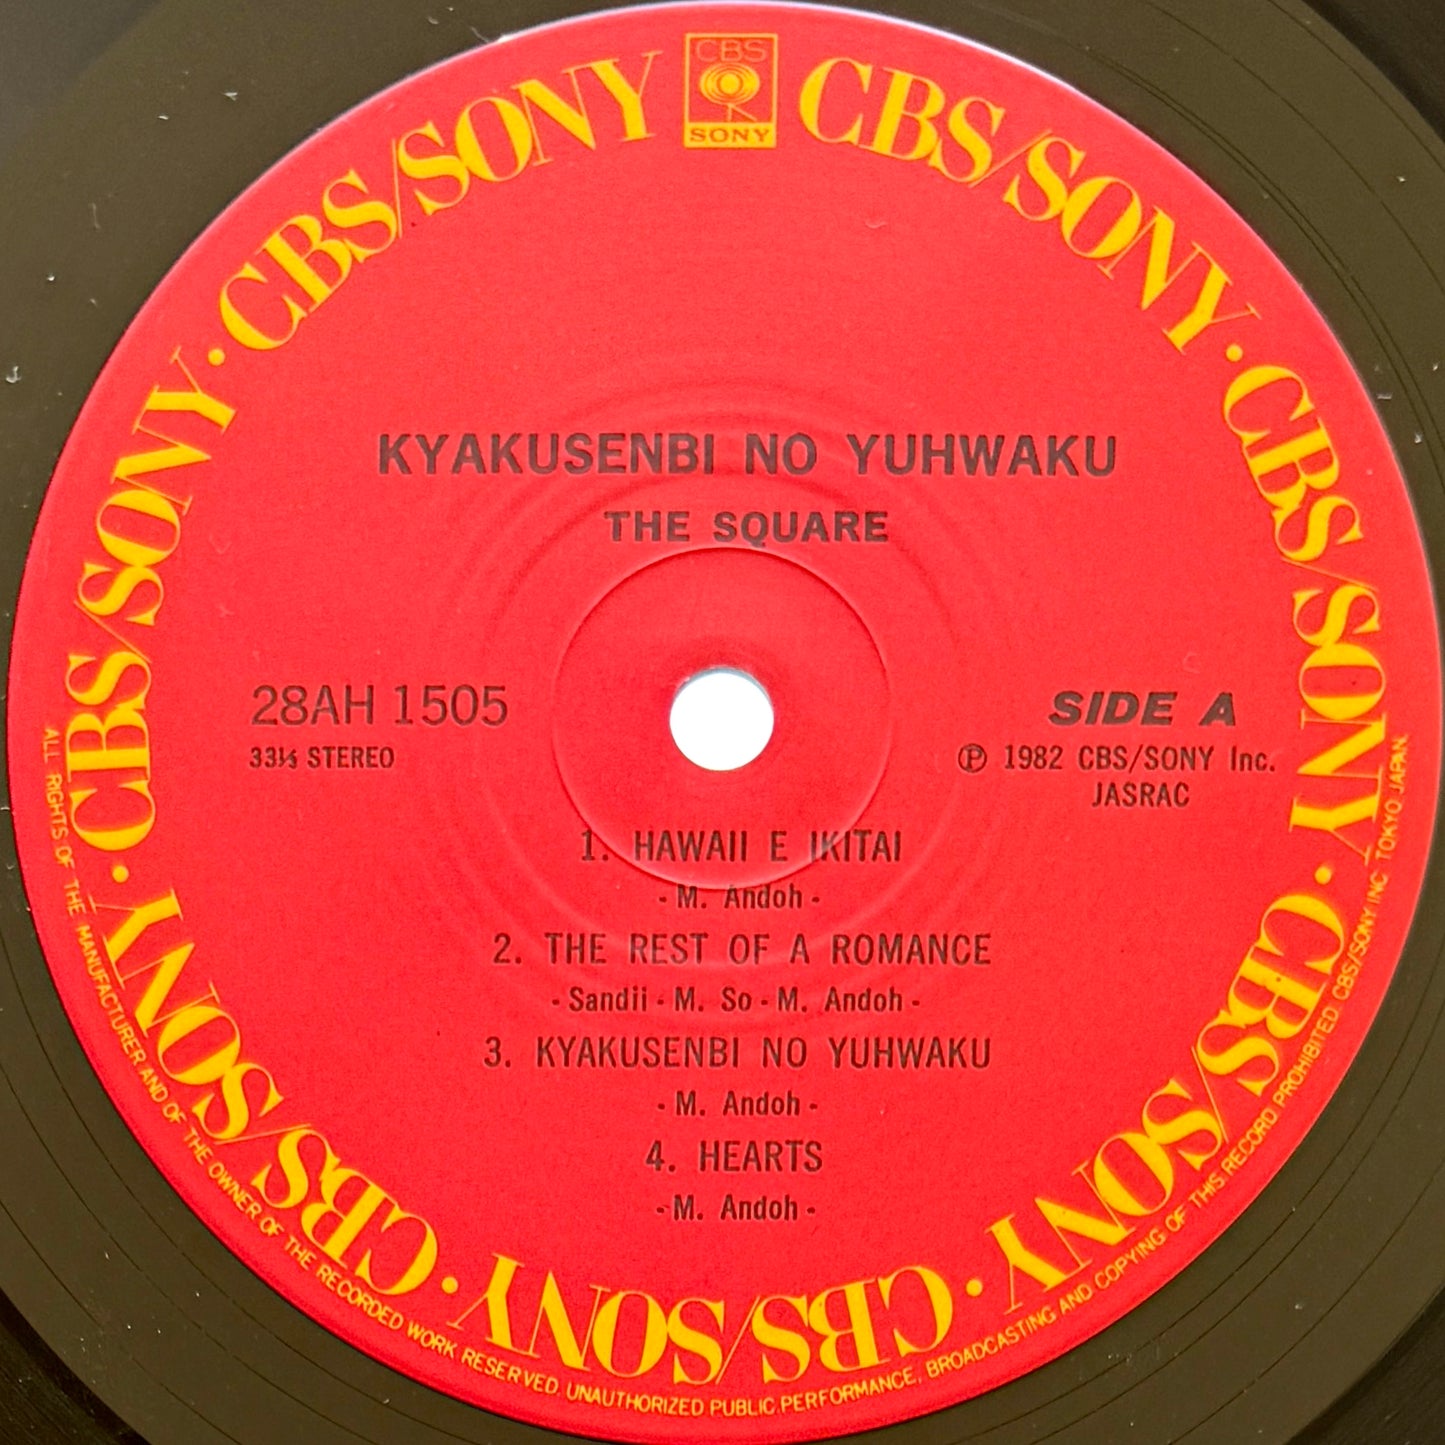 CBS
SONY
CBS/SONY · CBS/SONY · CBS/SONY · CBS/SONY · CBS/SONY · CBS/SONY · CBS/SONY · CBS/SONY
KYAKUSENBI NO YUHWAKU
THE SQUARE
28AH 1505
33⅓ STEREO
SIDE A
Ⓟ 1982 CBS/SONY Inc.
JASRAC
1. HAWAII E IKITAI
- M. Andoh -
2. THE REST OF A ROMANCE
- Sandii - M. So - M. Andoh -
3. KYAKUSENBI NO YUHWAKU
- M. Andoh -
4. HEARTS
- M. Andoh -
ALL RIGHTS OF THE MANUFACTURER AND OF THE OWNER OF THE RECORDED WORK RESERVED. UNAUTHORIZED PUBLIC PERFORMANCE, BROADCASTING AND COPYING OF THIS RECORD PROHIBITED. CBS/SONY INC TOKYO JAPAN.